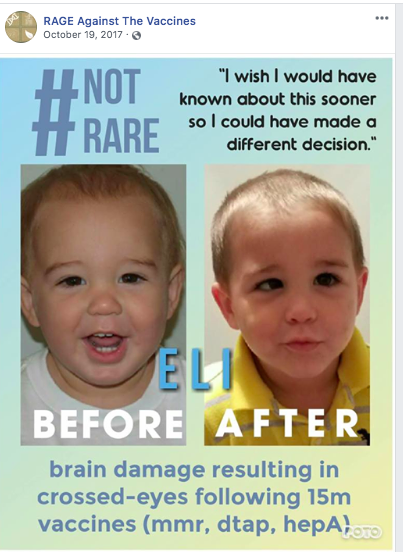 RAGE Against The Vaccines
October 19, 2017 ·
#NOT
RARE
"I wish I would have
known about this sooner
so I could have made a
different decision."
ELI
BEFORE AFTER
brain damage resulting in
crossed-eyes following 15m
vaccines (mmr, dtap, hepA)
FOTO